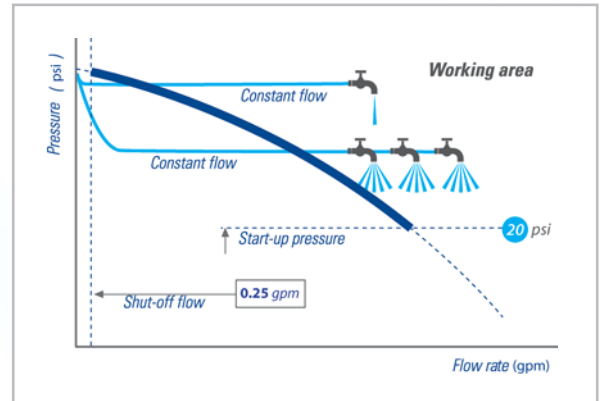 Pressure (psi)
Working area
Constant flow
Constant flow
20 psi
Start-up pressure
0.25 gpm
Shut-off flow
Flow rate (gpm)